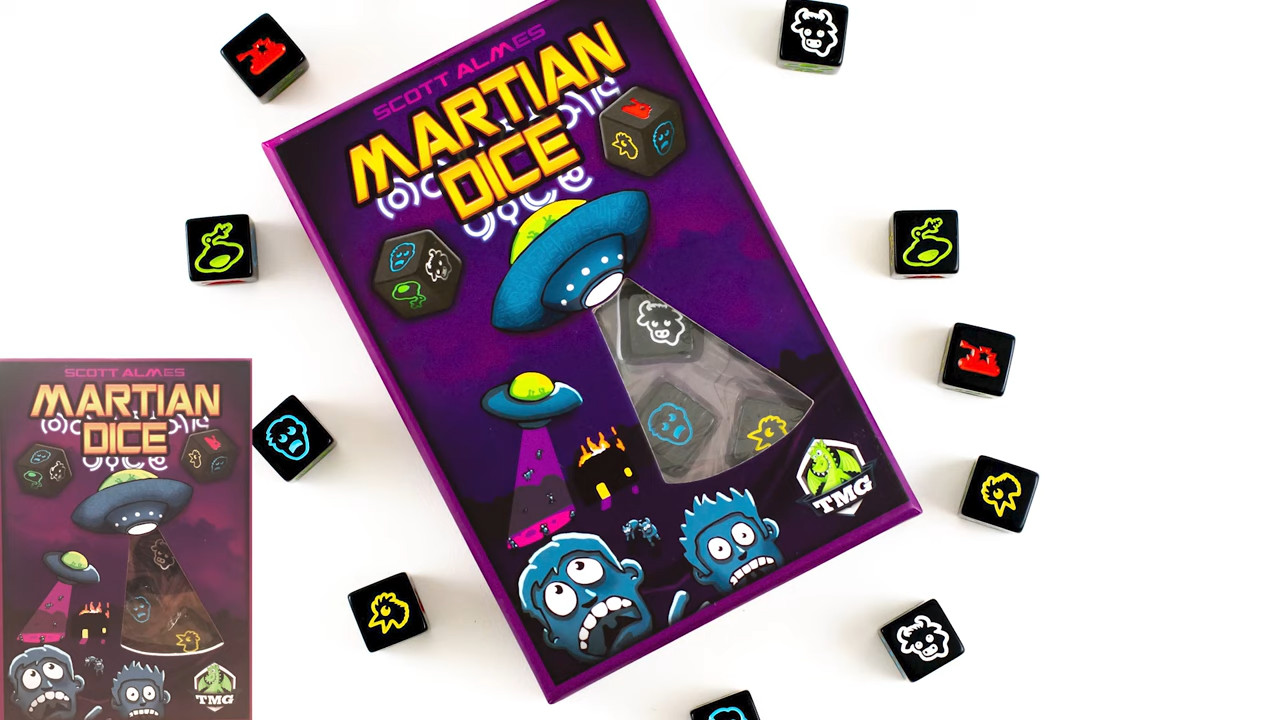 SCOTT ALMES
MARTIAN
DICE
TMG
SCOTT ALMES
MARTIAN
DICE
TMG